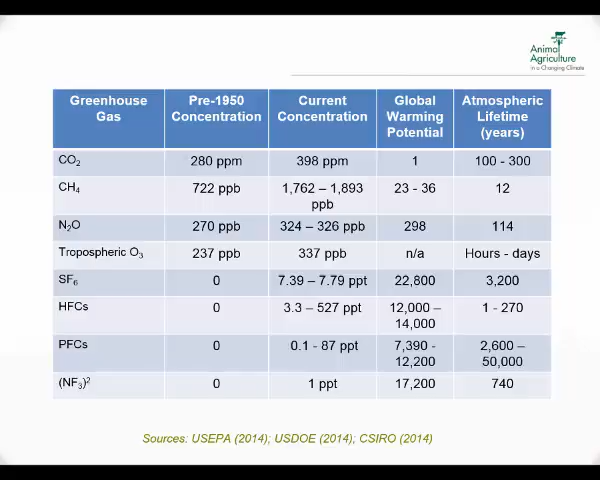 Animal
Agriculture
in a Changing Climate
Greenhouse Gas | Pre-1950 Concentration | Current Concentration | Global Warming Potential | Atmospheric Lifetime (years)
CO₂ | 280 ppm | 398 ppm | 1 | 100 - 300
CH₄ | 722 ppb | 1,762 – 1,893 ppb | 23 - 36 | 12
N₂O | 270 ppb | 324 – 326 ppb | 298 | 114
Tropospheric O₃ | 237 ppb | 337 ppb | n/a | Hours - days
SF₆ | 0 | 7.39 – 7.79 ppt | 22,800 | 3,200
HFCs | 0 | 3.3 – 527 ppt | 12,000 – 14,000 | 1 - 270
PFCs | 0 | 0.1 - 87 ppt | 7,390 - 12,200 | 2,600 – 50,000
(NF₃)² | 0 | 1 ppt | 17,200 | 740
Sources: USEPA (2014); USDOE (2014); CSIRO (2014)